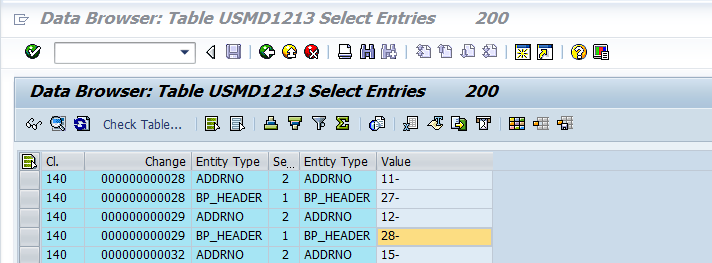 Data Browser: Table USMD1213 Select Entries 200
Data Browser: Table USMD1213 Select Entries 200
Check Table...
Cl. Change Entity Type Se... Entity Type Value
140 000000000028 ADDRNO 2 ADDRNO 11-
140 000000000028 BP_HEADER 1 BP_HEADER 27-
140 000000000029 ADDRNO 2 ADDRNO 12-
140 000000000029 BP_HEADER 1 BP_HEADER 28-
140 000000000032 ADDRNO 2 ADDRNO 15-